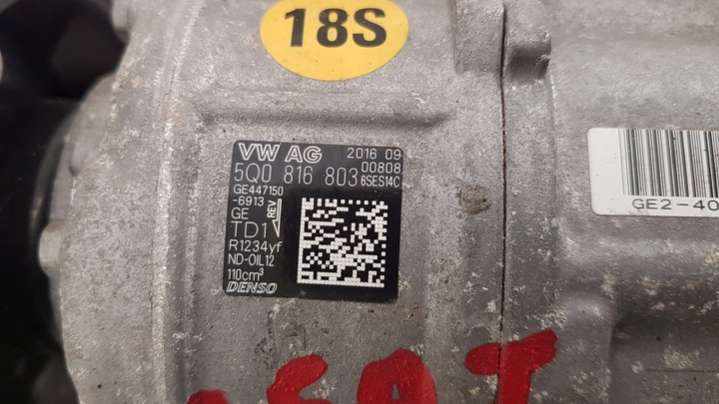 18S
VW AG 2016 09
00808
5Q0 816 803 6SES14C
GE447150
-6913
GE REV
TD1
R1234yf
ND-OIL12
110cm³
DENSO
GE2-40